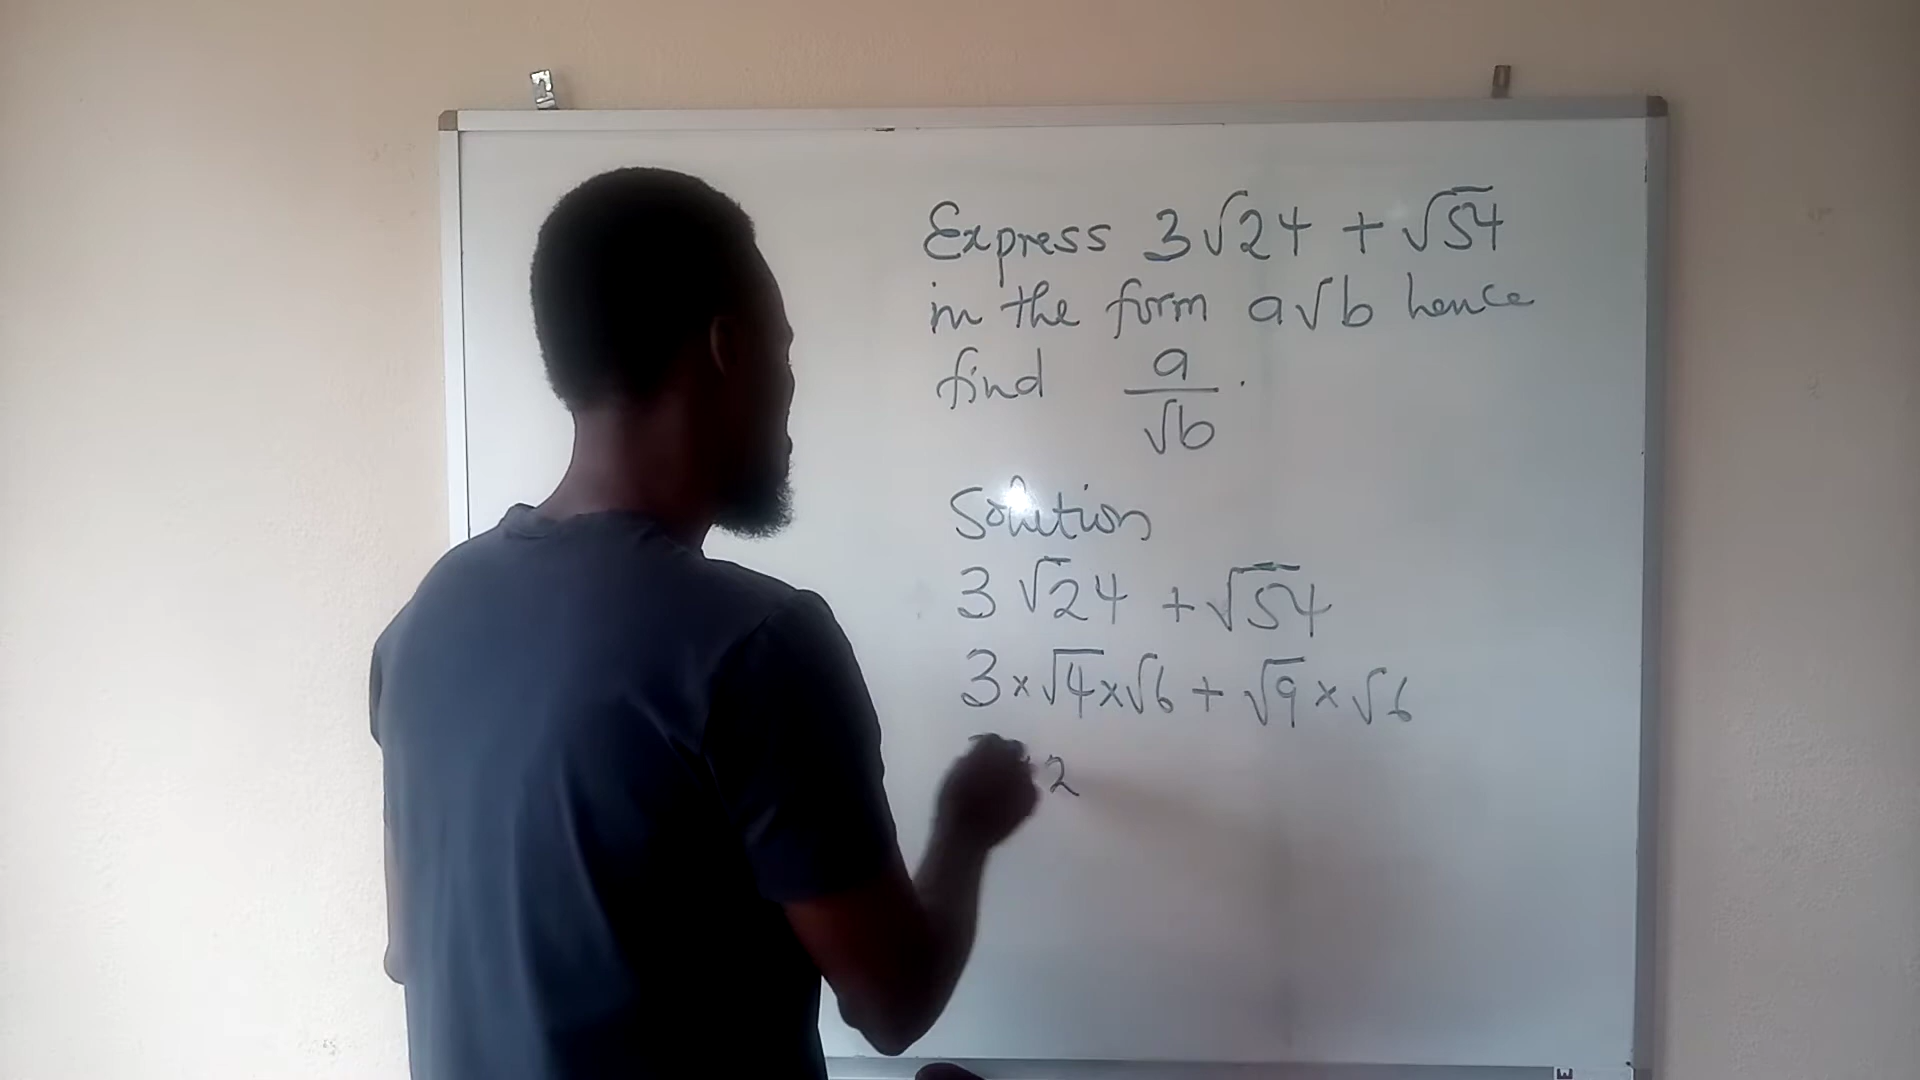 Express 3√24 + √54
in the form a√b hence
find a/√b.
Solution
3√24 + √54
3×√4×√6 + √9 × √6
2
E